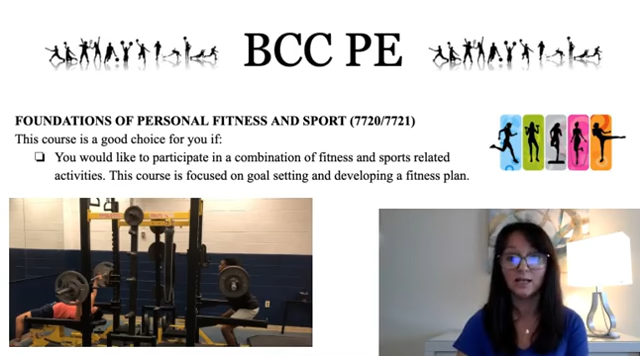 BCC PE
FOUNDATIONS OF PERSONAL FITNESS AND SPORT (7720/7721)
This course is a good choice for you if:
❏ You would like to participate in a combination of fitness and sports related
activities. This course is focused on goal setting and developing a fitness plan.